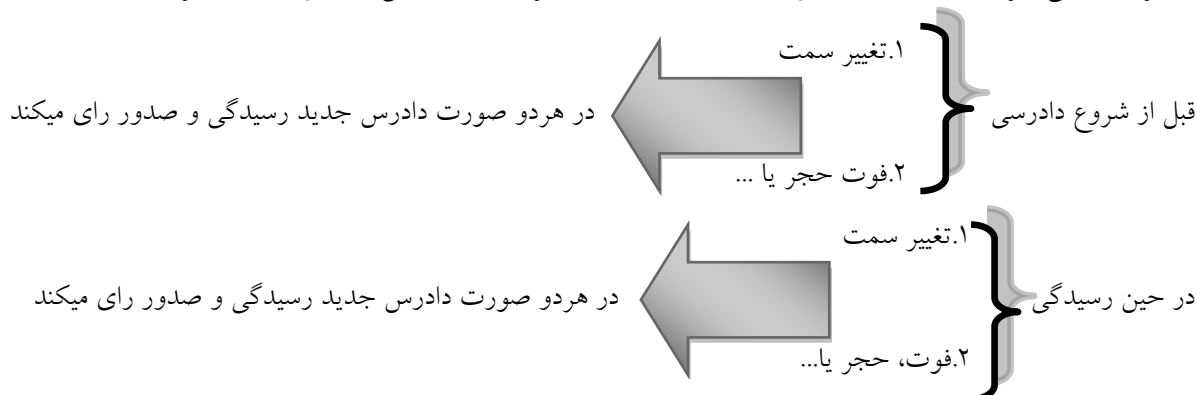 قبل از شروع دادرسی
۱.تغییر سمت
۲.فوت حجر یا ...
در هردو صورت دادرس جدید رسیدگی و صدور رای میکند
در حین رسیدگی
۱.تغییر سمت
۲.فوت، حجر یا...
در هردو صورت دادرس جدید رسیدگی و صدور رای میکند